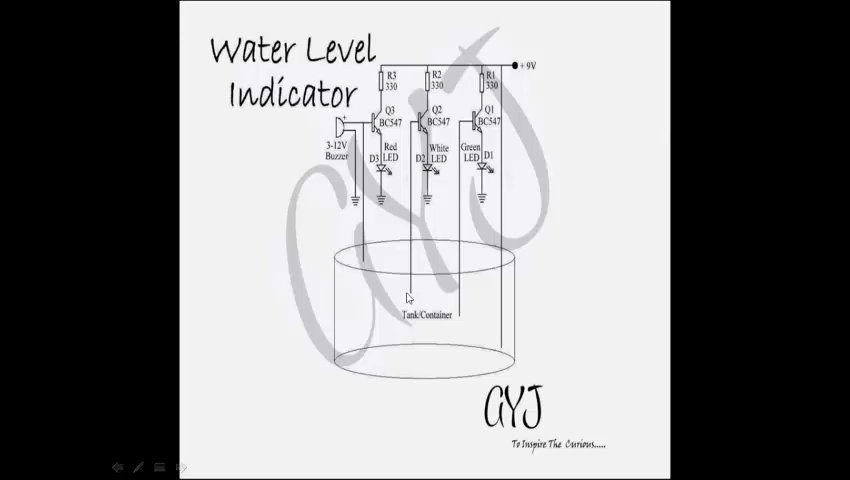 Water Level
Indicator
+ 9V
R3
330
R2
330
R1
330
Q3
BC547
Q2
BC547
Q1
BC547
+
3-12V
Buzzer
Red
LED
D3
White
LED
D2
Green
LED
D1
Tank/Container
GYJ
GYJ
To Inspire The Curious.....